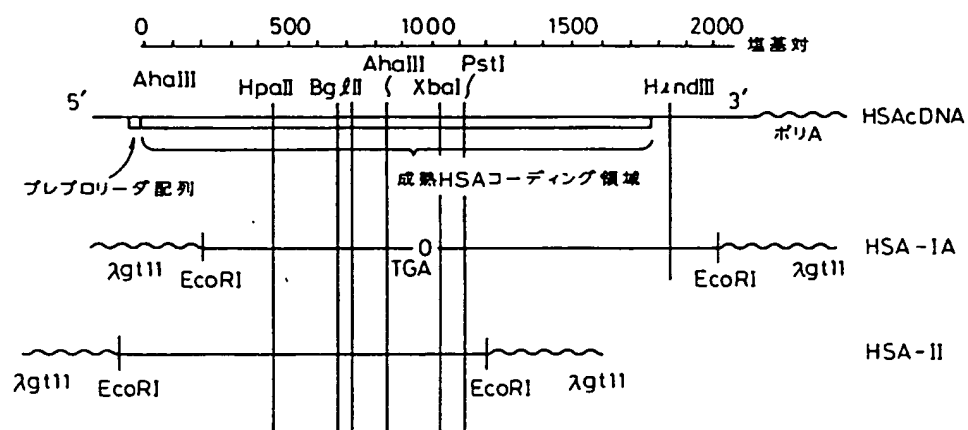 0 500 1000 1500 2000
塩基対
AhaIII PstI
AhaIII HpaII BglII XbaI HindIII
5′ 3′ HSAcDNA
ポリA
プレプロリーダ配列 成熟HSAコーディング領域
0 HSA-IA
λgt11 EcoRI TGA EcoRI λgt11
HSA-II
λgt11 EcoRI EcoRI λgt11